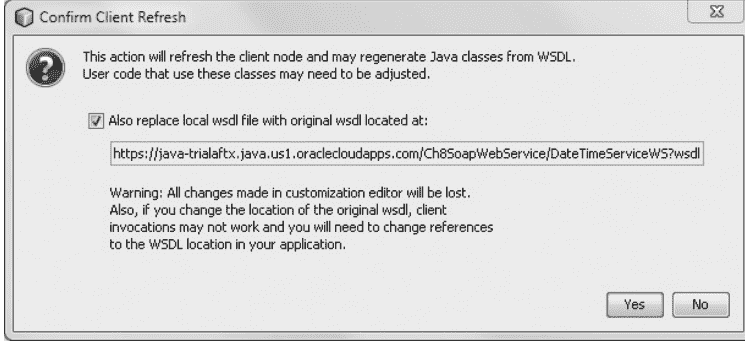 Confirm Client Refresh
This action will refresh the client node and may regenerate Java classes from WSDL.
User code that use these classes may need to be adjusted.
Also replace local wsdl file with original wsdl located at:
https://java-trialaftx.java.us1.oraclecloudapps.com/Ch8SoapWebService/DateTimeServiceWS?wsdl
Warning: All changes made in customization editor will be lost.
Also, if you change the location of the original wsdl, client
invocations may not work and you will need to change references
to the WSDL location in your application.
Yes No